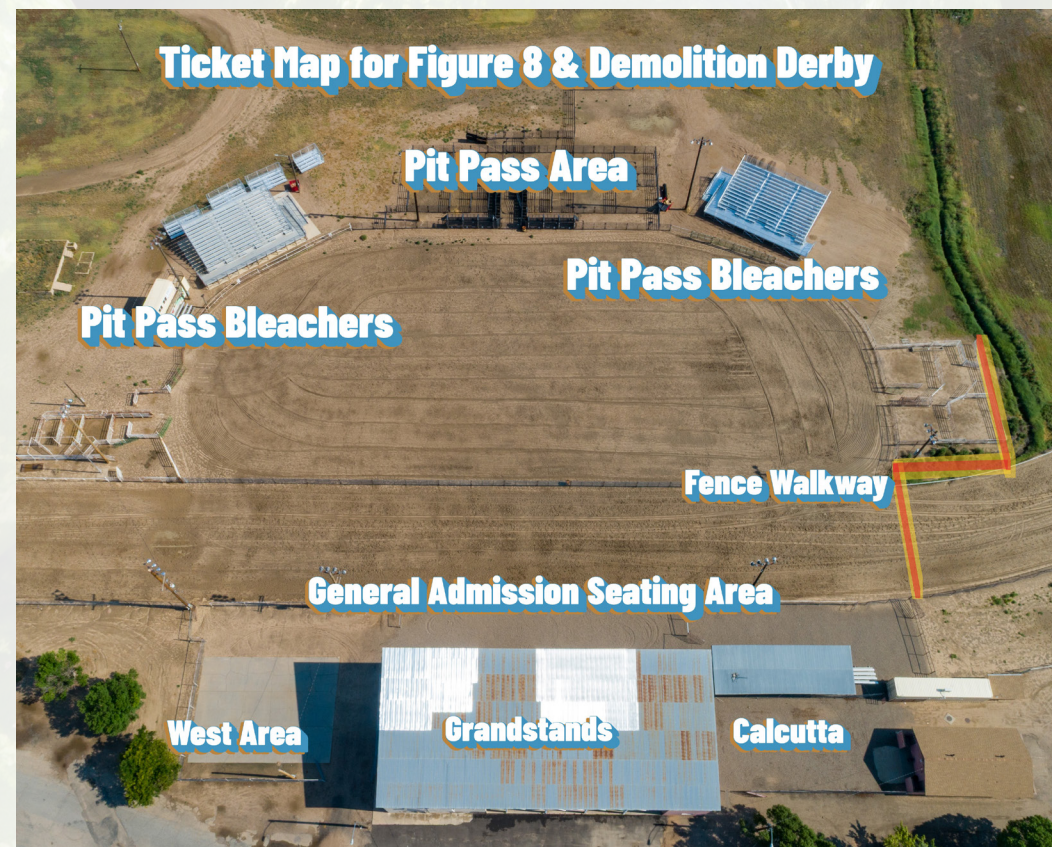 Ticket Map for Figure 8 & Demolition Derby
Pit Pass Area
Pit Pass Bleachers
Pit Pass Bleachers
Fence Walkway
General Admission Seating Area
West Area
Grandstands
Calcutta